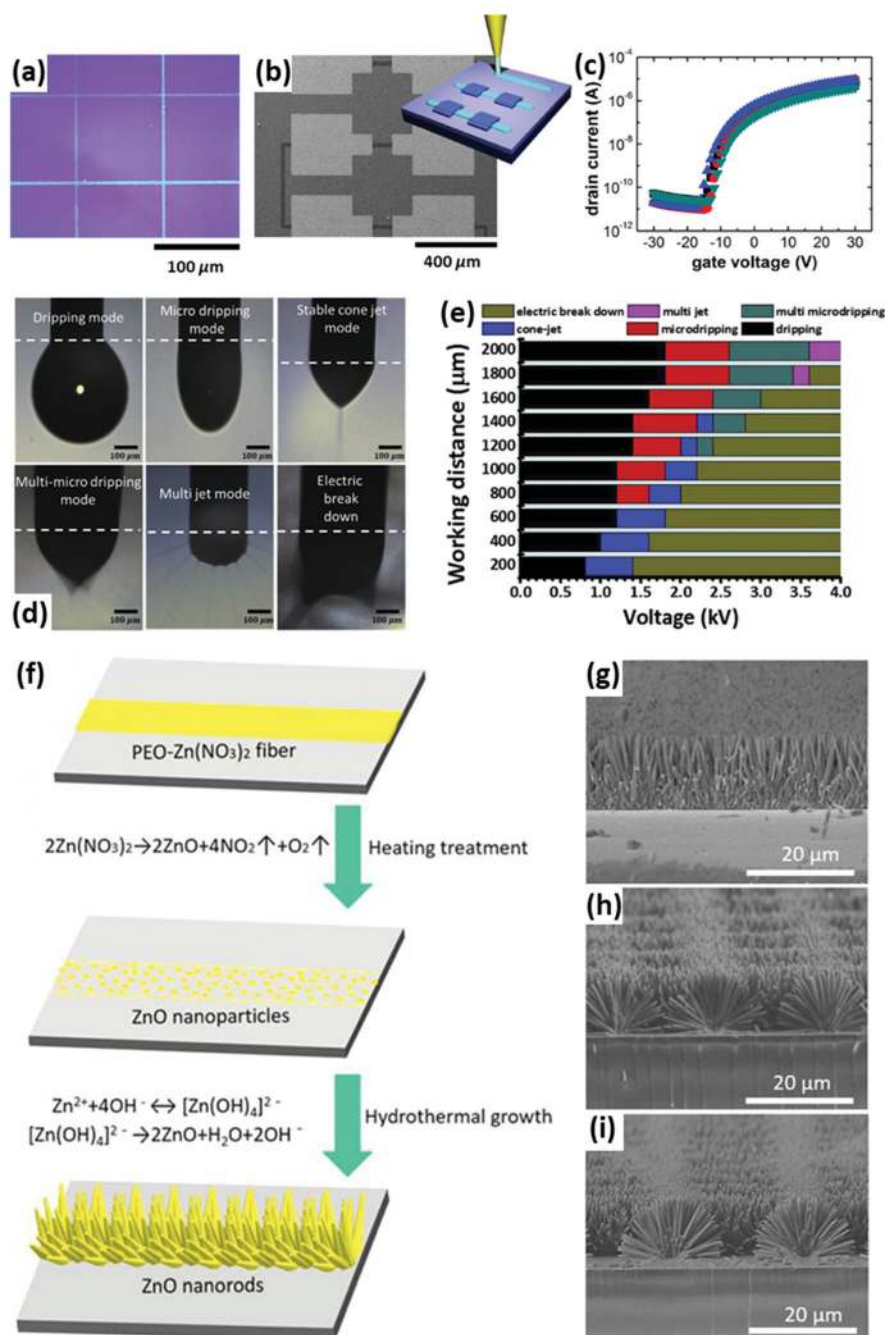 (a)
100 µm
(b)
400 µm
(c)
drain current (A)
10⁻⁴
10⁻⁶
10⁻⁸
10⁻¹⁰
10⁻¹²
-30 -20 -10 0 10 20 30
gate voltage (V)
Dripping mode
100 µm
Micro dripping
mode
100 µm
Stable cone jet
mode
100 µm
Multi-micro dripping
mode
100 µm
Multi jet mode
100 µm
Electric
break
down
100 µm
(d)
(e)
electric break down multi jet multi microdripping
cone-jet microdripping dripping
Working distance (µm)
2000
1800
1600
1400
1200
1000
800
600
400
200
0.0 0.5 1.0 1.5 2.0 2.5 3.0 3.5 4.0
Voltage (kV)
(f)
PEO-Zn(NO₃)₂ fiber
2Zn(NO₃)₂→2ZnO+4NO₂↑+O₂↑
Heating treatment
ZnO nanoparticles
Zn²⁺+4OH⁻↔[Zn(OH)₄]²⁻
[Zn(OH)₄]²⁻→2ZnO+H₂O+2OH⁻
Hydrothermal growth
ZnO nanorods
(g)
20 µm
(h)
20 µm
(i)
20 µm